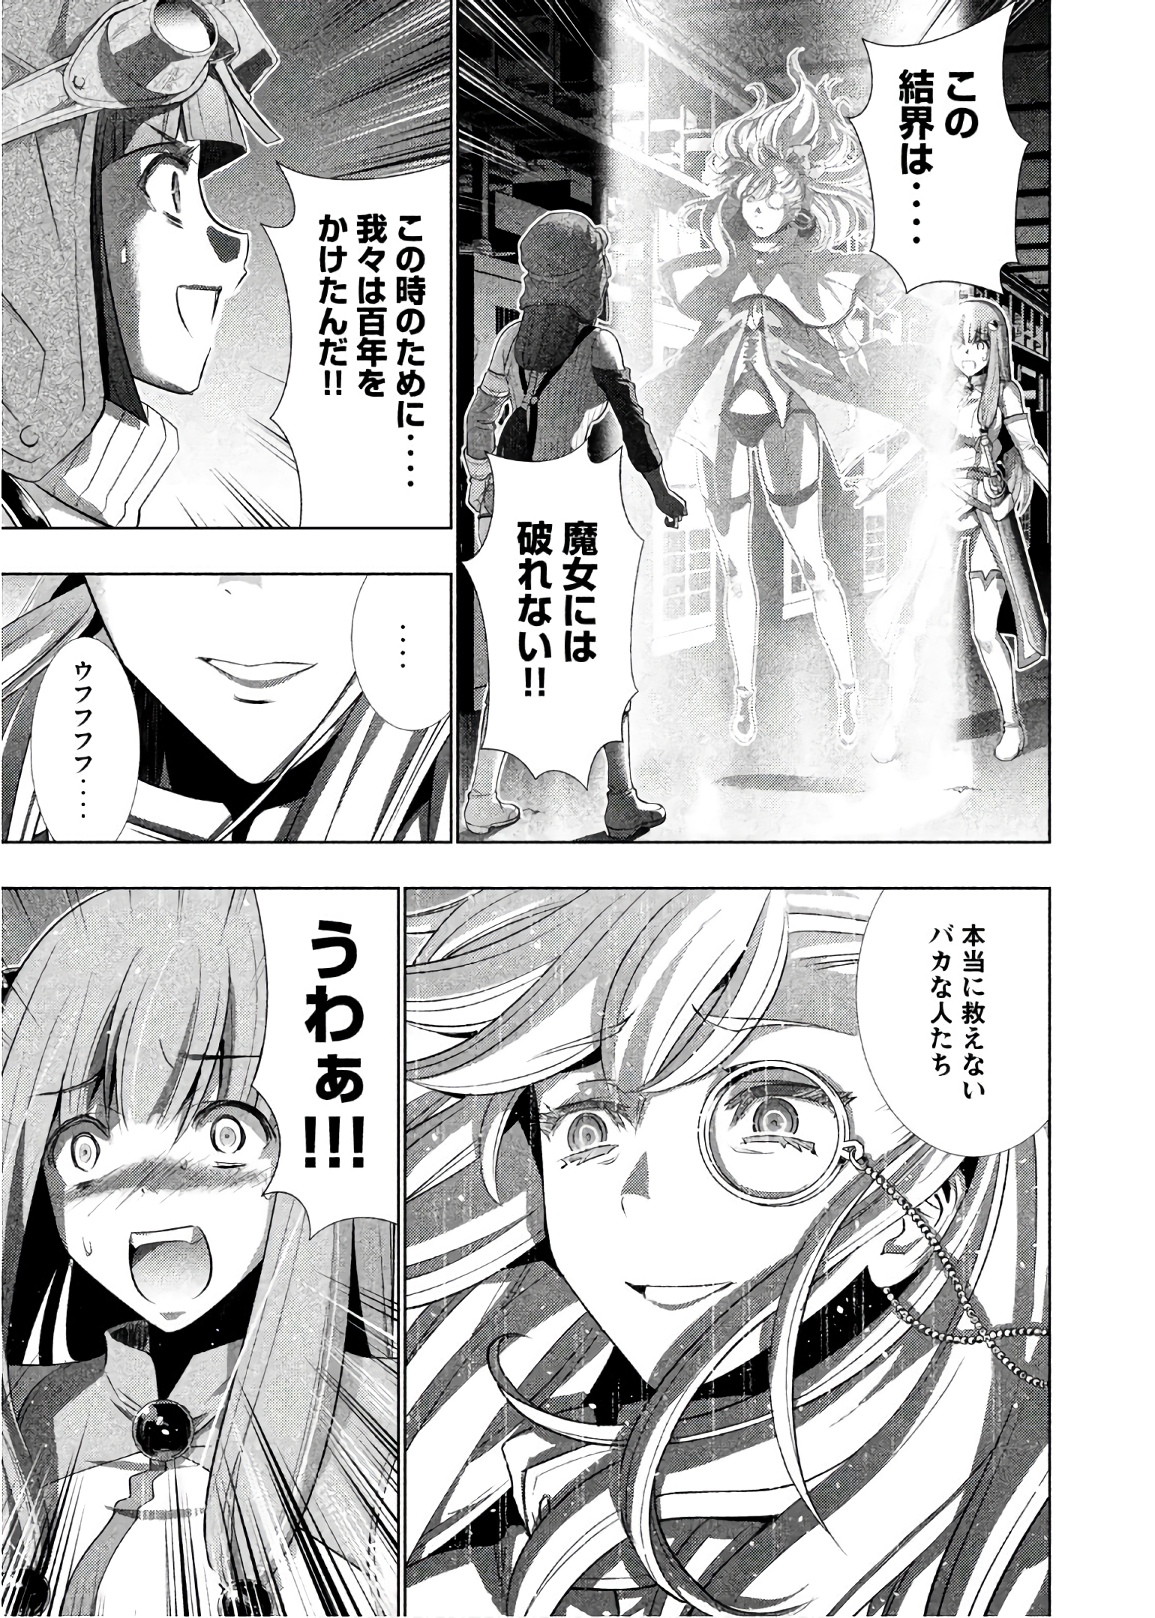 この
結界は‥‥
魔女には
破れない!!
この時のために‥‥
我々は百年を
かけたんだ!!
‥‥
ウフフフフ‥‥
本当に救えない
バカな人たち
うわぁ!!!